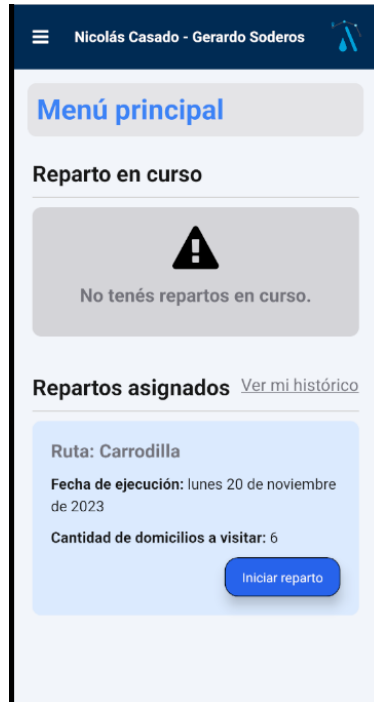 Nicolás Casado - Gerardo Soderos
Menú principal
Reparto en curso
No tenés repartos en curso.
Repartos asignados Ver mi histórico
Ruta: Carrodilla
Fecha de ejecución: lunes 20 de noviembre
de 2023
Cantidad de domicilios a visitar: 6
Iniciar reparto